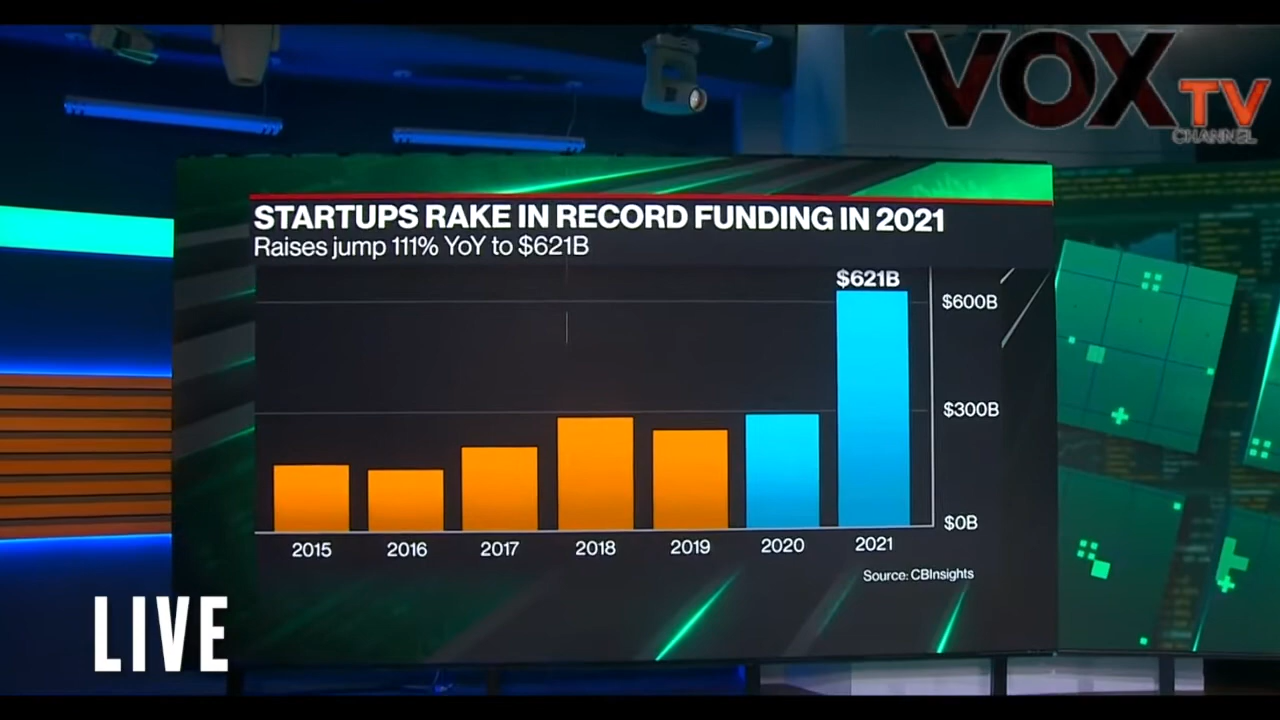 VOX
TV
CHANNEL
STARTUPS RAKE IN RECORD FUNDING IN 2021
Raises jump 111% YoY to $621B
$621B
$600B
$300B
$0B
2015 2016 2017 2018 2019 2020 2021
Source: CBInsights
LIVE